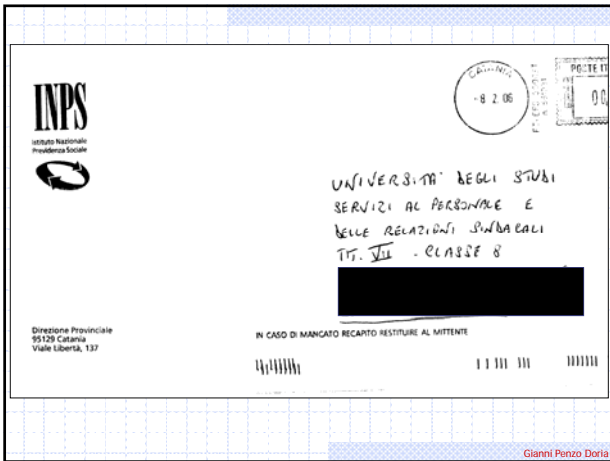 INPS
Istituto Nazionale
Previdenza Sociale
CATANIA
-8.2.06
POSTE IT
00,
UNIVERSITA' DEGLI STUDI
SERVIZI AL PERSONALE E
DELLE RELAZIONI SINDACALI
TIT. VII - CLASSE 8
Direzione Provinciale
95129 Catania
Viale Libertà, 137
IN CASO DI MANCATO RECAPITO RESTITUIRE AL MITTENTE
Gianni Penzo Doria